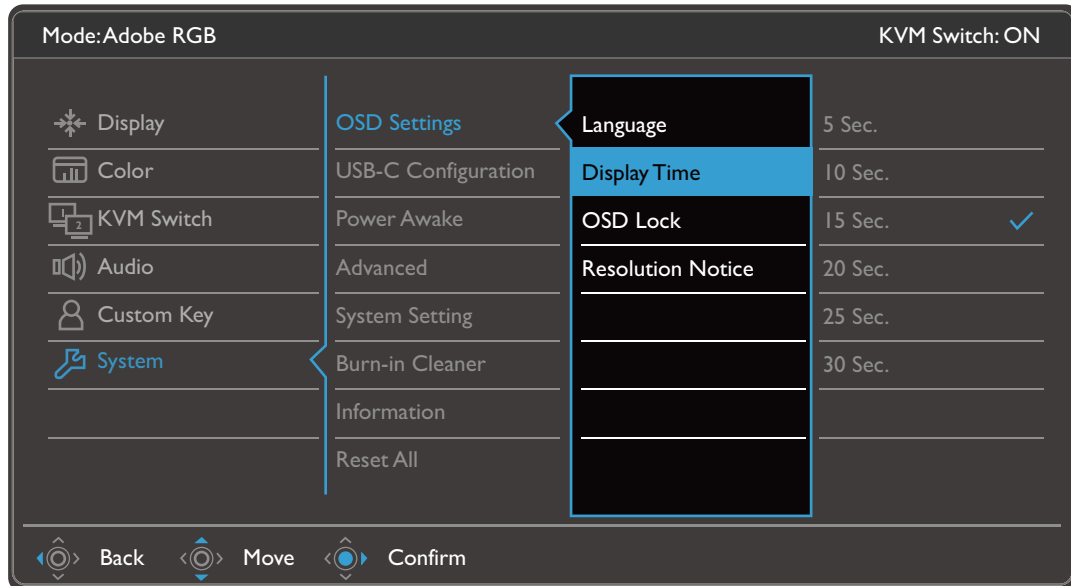 Mode: Adobe RGB
KVM Switch: ON
Display
Color
1
2
KVM Switch
Audio
Custom Key
System
OSD Settings
USB-C Configuration
Power Awake
Advanced
System Setting
Burn-in Cleaner
Information
Reset All
Language
Display Time
OSD Lock
Resolution Notice
5 Sec.
10 Sec.
15 Sec.
20 Sec.
25 Sec.
30 Sec.
Back
Move
Confirm